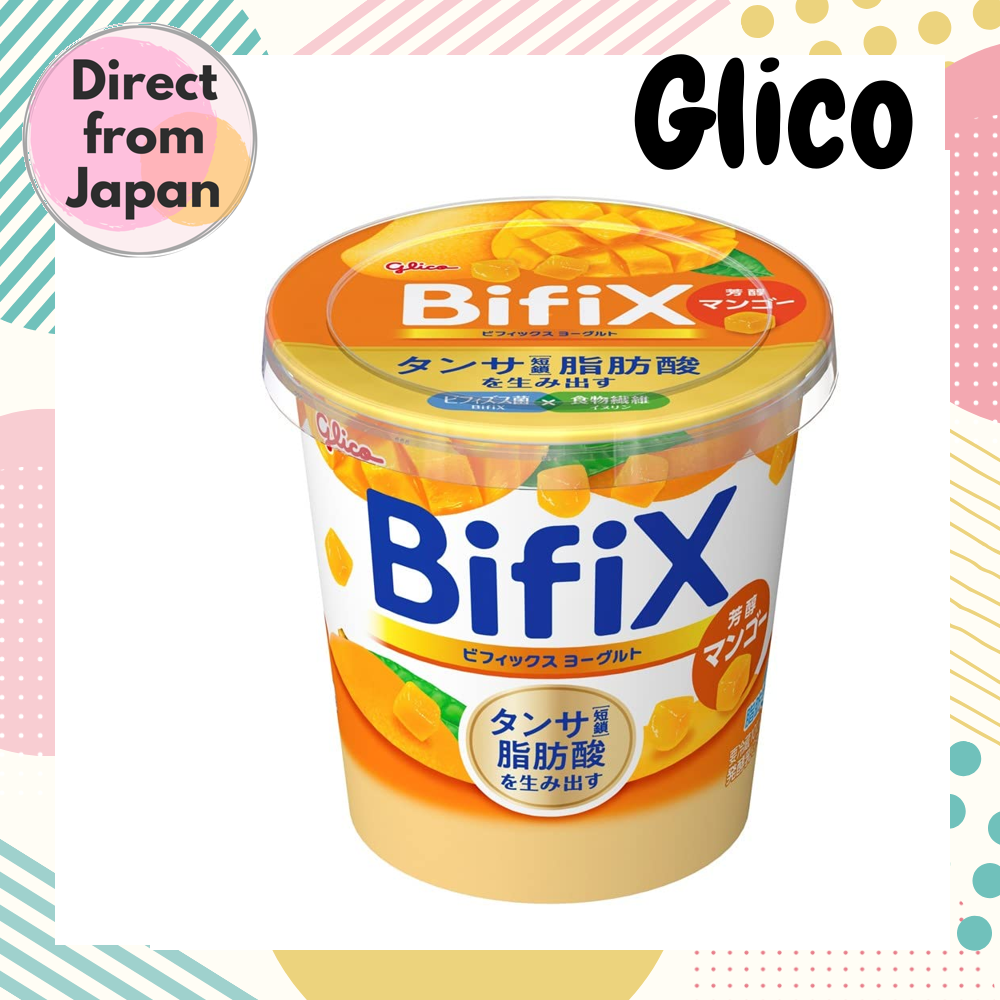 Direct
from
Japan
Glico
Glico
BifiX
芳醇
マンゴー
ビフィックス ヨーグルト
タンサ[短鎖]脂肪酸
を生み出す
ビフィズス菌
BifiX
×
食物繊維
イヌリン
Glico
BifiX
芳醇
マンゴー
ビフィックス ヨーグルト
タンサ[短鎖]
脂肪酸
を生み出す